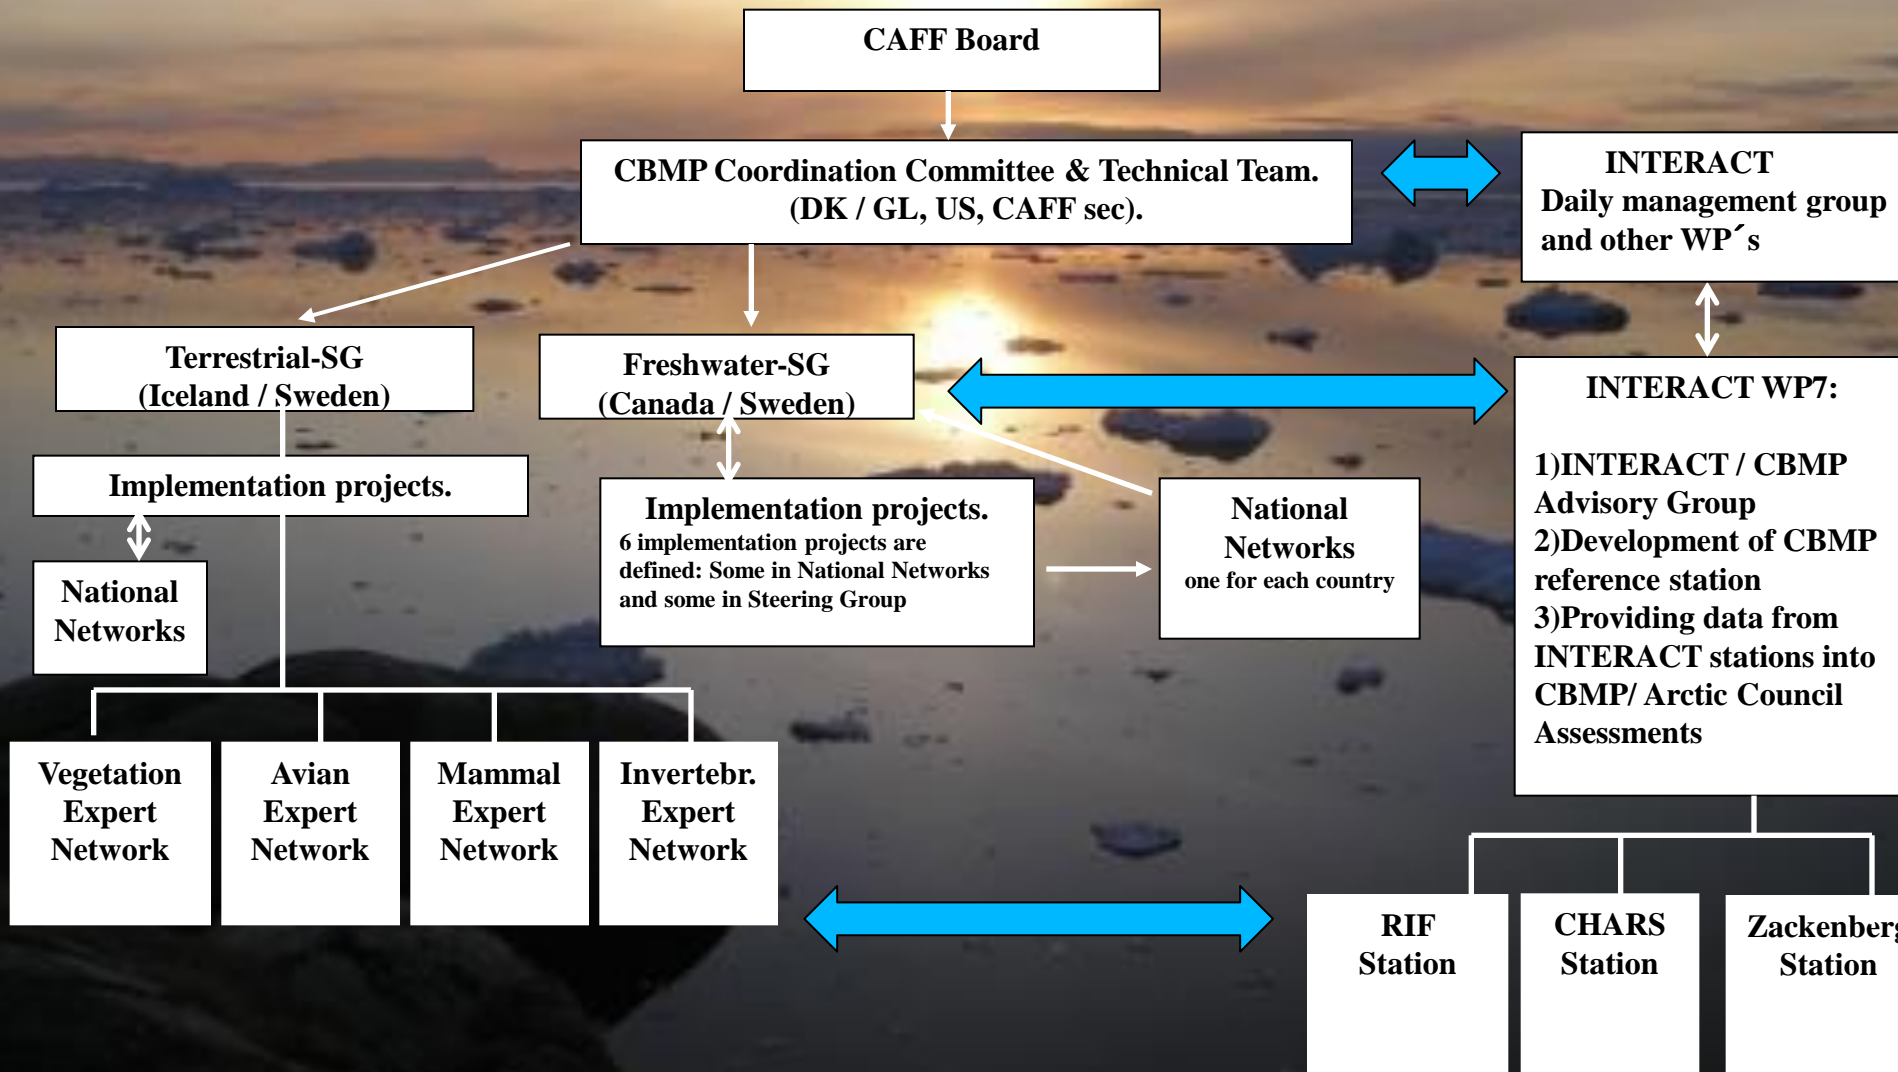 CAFF Board
CBMP Coordination Committee & Technical Team.
(DK / GL, US, CAFF sec).
INTERACT
Daily management group
and other WP´s
Terrestrial-SG
(Iceland / Sweden)
Freshwater-SG
(Canada / Sweden)
INTERACT WP7:
1)INTERACT / CBMP
Advisory Group
2)Development of CBMP
reference station
3)Providing data from
INTERACT stations into
CBMP/ Arctic Council
Assessments
Implementation projects.
National
Networks
Implementation projects.
6 implementation projects are
defined: Some in National Networks
and some in Steering Group
National
Networks
one for each country
Vegetation
Expert
Network
Avian
Expert
Network
Mammal
Expert
Network
Invertebr.
Expert
Network
RIF
Station
CHARS
Station
Zackenberg
Station